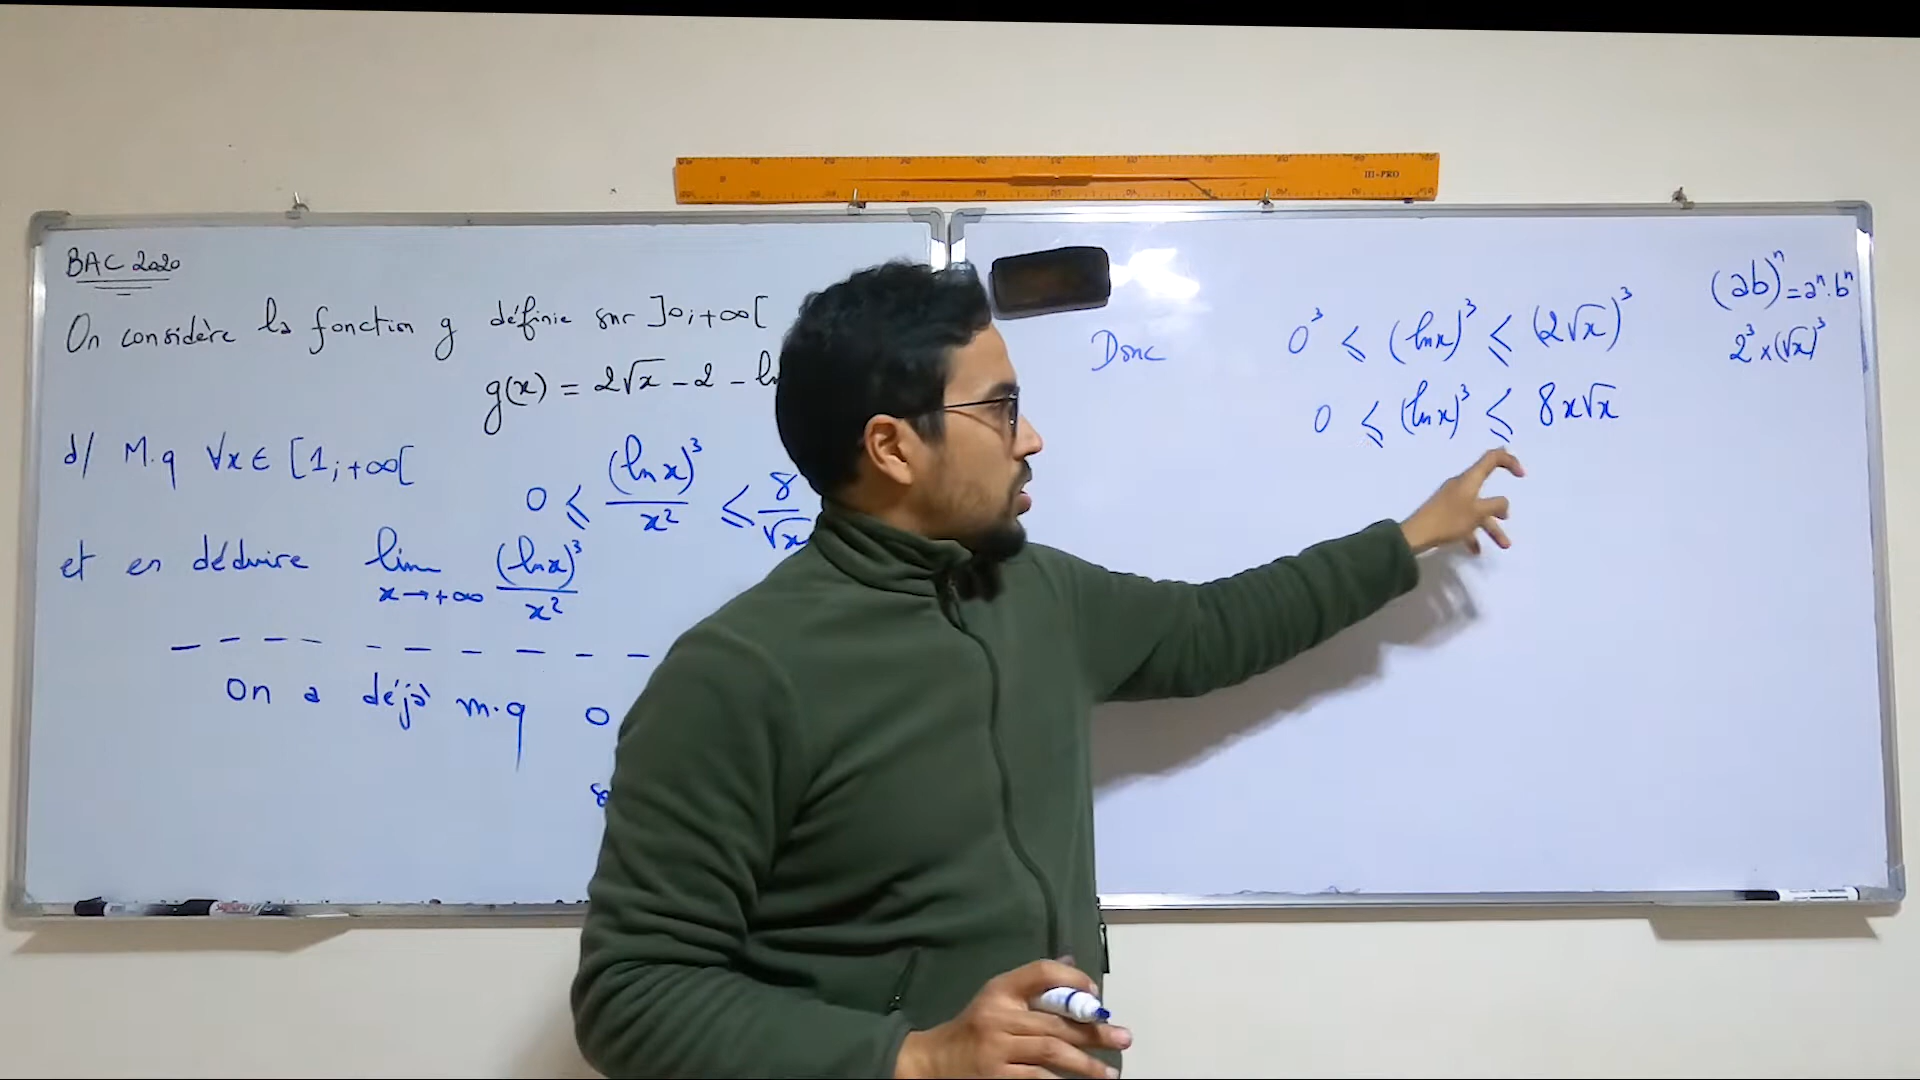 III-PRO
BAC 2020
On considère la fonction g définie sur ]0;+∞[
g(x) = 2√x - 2 - ln
d/ M.q ∀x ∈ [1;+∞[
0 ≤ (ln x)³/x² ≤ 8/√x
et en déduire lim x→+∞ (ln x)³/x²
On a déjà m.q 0
Donc 0³ ≤ (ln x)³ ≤ (2√x)³
0 ≤ (ln x)³ ≤ 8x√x
(ab)ⁿ = aⁿ.bⁿ
2³ × (√x)³